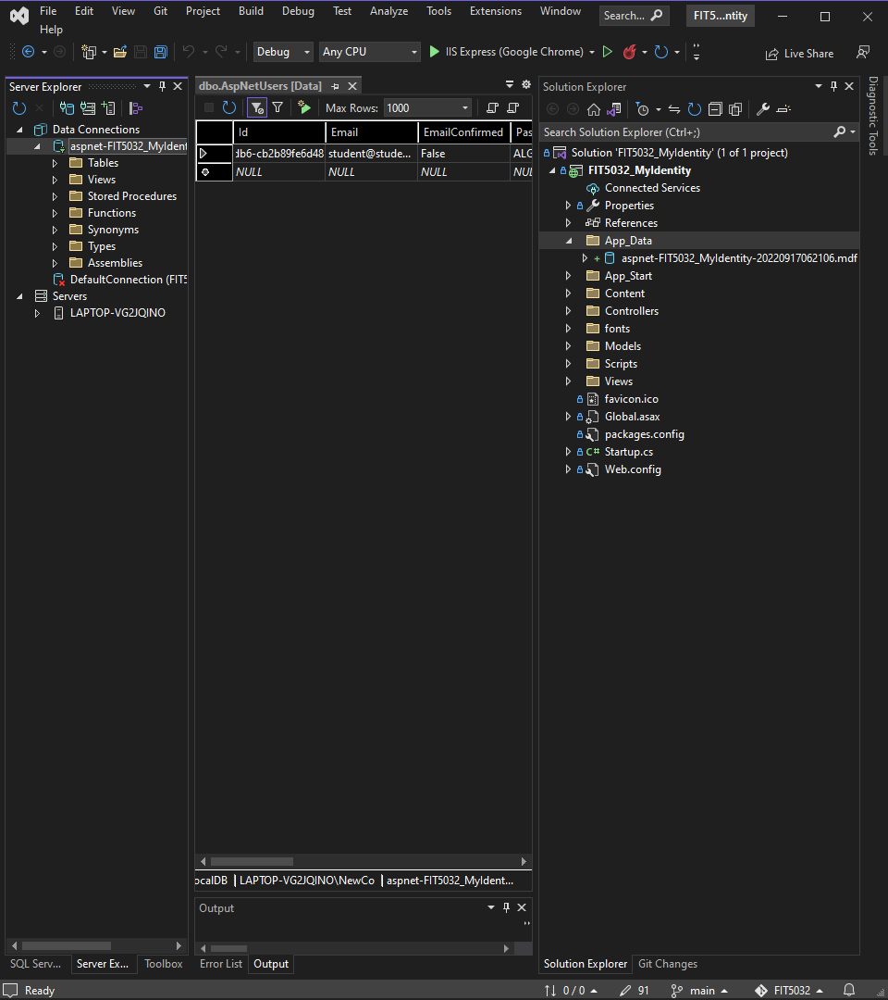 File Edit View Git Project Build Debug Test Analyze Tools Extensions Window Search... FIT5...ntity
Help
Debug Any CPU IIS Express (Google Chrome) Live Share
Server Explorer
Data Connections
aspnet-FIT5032_MyIdent
Tables
Views
Stored Procedures
Functions
Synonyms
Types
Assemblies
DefaultConnection (FIT5
Servers
LAPTOP-VG2JQINO
SQL Serv... Server Ex... Toolbox
dbo.AspNetUsers [Data]
Max Rows: 1000
Id Email EmailConfirmed Pas
db6-cb2b89fe6d48 student@stude... False ALG
NULL NULL NULL NUL
ocalDB LAPTOP-VG2JQINO\NewCo aspnet-FIT5032_MyIdent...
Output
Error List Output
Solution Explorer
Search Solution Explorer (Ctrl+;)
Solution 'FIT5032_MyIdentity' (1 of 1 project)
FIT5032_MyIdentity
Connected Services
Properties
References
App_Data
aspnet-FIT5032_MyIdentity-20220917062106.mdf
App_Start
Content
Controllers
fonts
Models
Scripts
Views
favicon.ico
Global.asax
packages.config
C# Startup.cs
Web.config
Solution Explorer Git Changes
Diagnostic Tools
Ready 0 / 0 91 main FIT5032